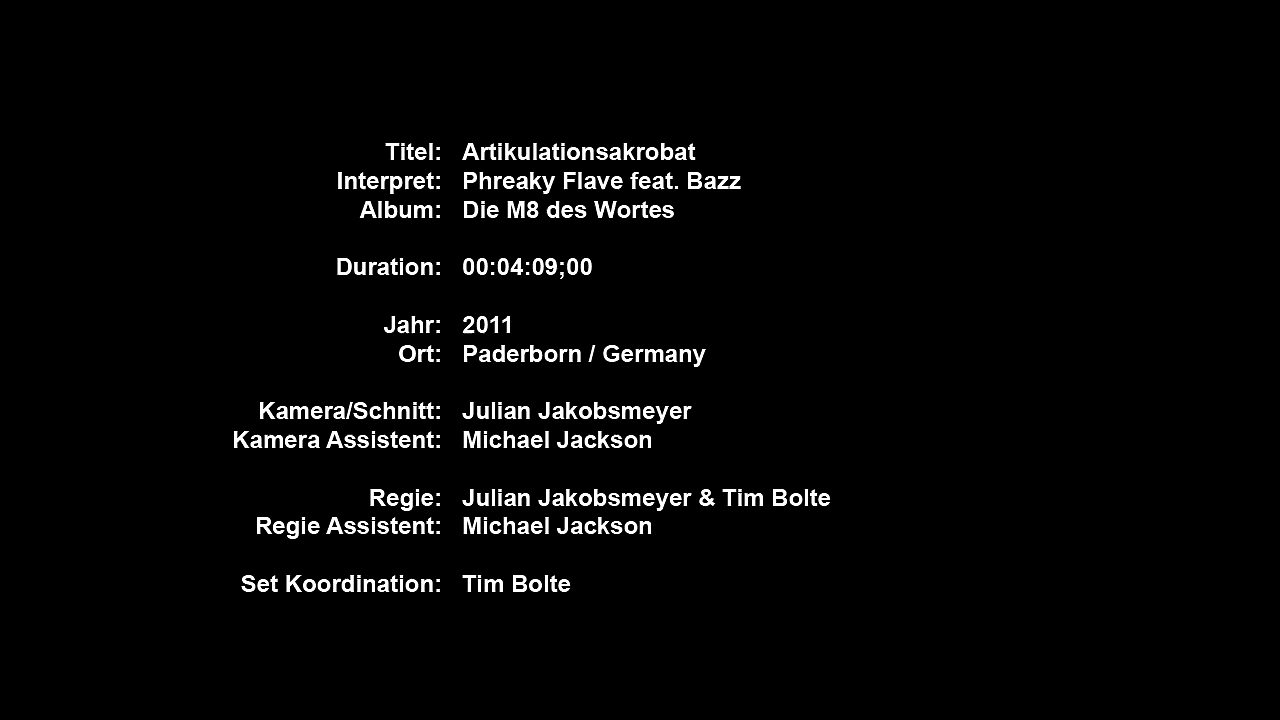 Titel: Artikulationsakrobat
Interpret: Phreaky Flave feat. Bazz
Album: Die M8 des Wortes
Duration: 00:04:09;00
Jahr: 2011
Ort: Paderborn / Germany
Kamera/Schnitt: Julian Jakobsmeyer
Kamera Assistent: Michael Jackson
Regie: Julian Jakobsmeyer & Tim Bolte
Regie Assistent: Michael Jackson
Set Koordination: Tim Bolte